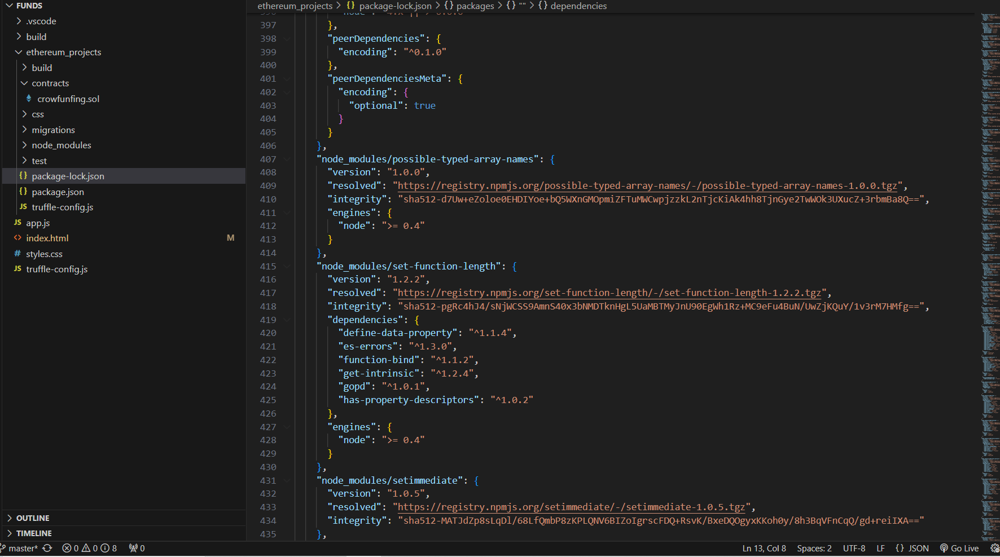 FUNDS
.vscode
build
ethereum_projects
build
contracts
crowfunfing.sol
css
migrations
node_modules
test
{} package-lock.json
{} package.json
JS truffle-config.js
JS app.js
<> index.html M
# styles.css
JS truffle-config.js
OUTLINE
TIMELINE
ethereum_projects > {} package-lock.json > {} packages > {} "" > {} dependencies
397 },
398 "peerDependencies": {
399 "encoding": "^0.1.0"
400 },
401 "peerDependenciesMeta": {
402 "encoding": {
403 "optional": true
404 }
405 }
406 },
407 "node_modules/possible-typed-array-names": {
408 "version": "1.0.0",
409 "resolved": "https://registry.npmjs.org/possible-typed-array-names/-/possible-typed-array-names-1.0.0.tgz",
410 "integrity": "sha512-d7Uw+eZoloe0EHDIYoe+bQ5WXnGMOpmiZFTuMWCwpjzzkL2nTjcKiAk4hh8TjnGye2TwWOk3UXucZ+3rbmBa8Q==",
411 "engines": {
412 "node": ">= 0.4"
413 }
414 },
415 "node_modules/set-function-length": {
416 "version": "1.2.2",
417 "resolved": "https://registry.npmjs.org/set-function-length/-/set-function-length-1.2.2.tgz",
418 "integrity": "sha512-pgRc4hJ4/sNjWCSS9AmnS40x3bNMDTknHgL5UaMBTMyJnU90EgWh1Rz+MC9eFu4BuN/UwZjKQuY/1v3rM7HMfg==",
419 "dependencies": {
420 "define-data-property": "^1.1.4",
421 "es-errors": "^1.3.0",
422 "function-bind": "^1.1.2",
423 "get-intrinsic": "^1.2.4",
424 "gopd": "^1.0.1",
425 "has-property-descriptors": "^1.0.2"
426 },
427 "engines": {
428 "node": ">= 0.4"
429 }
430 },
431 "node_modules/setimmediate": {
432 "version": "1.0.5",
433 "resolved": "https://registry.npmjs.org/setimmediate/-/setimmediate-1.0.5.tgz",
434 "integrity": "sha512-MATJdZp8sLqDl/68LfQmbP8zKPLQNV6BIZoIgrscFDQ+RsvK/BxeDQOgyxKKoh0y/8h3BqVFnCqQ/gd+reiIXA=="
435 },
master* 0 0 8 0 Ln 13, Col 8 Spaces: 2 UTF-8 LF {} JSON Go Live